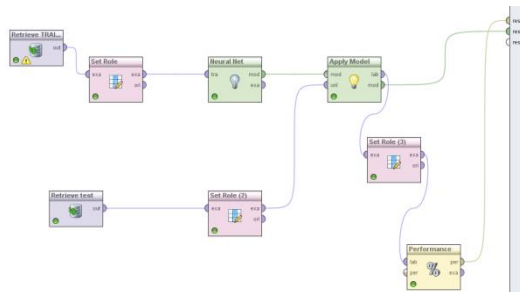 Retrieve TRAI...
out
Set Role
exa exa
ori
Neural Net
tra mod
exa
Apply Model
mod lab
unl mod
res
res
res
Set Role (3)
exa exa
ori
Retrieve test
out
Set Role (2)
exa exa
ori
Performance
lab per
per exa
%